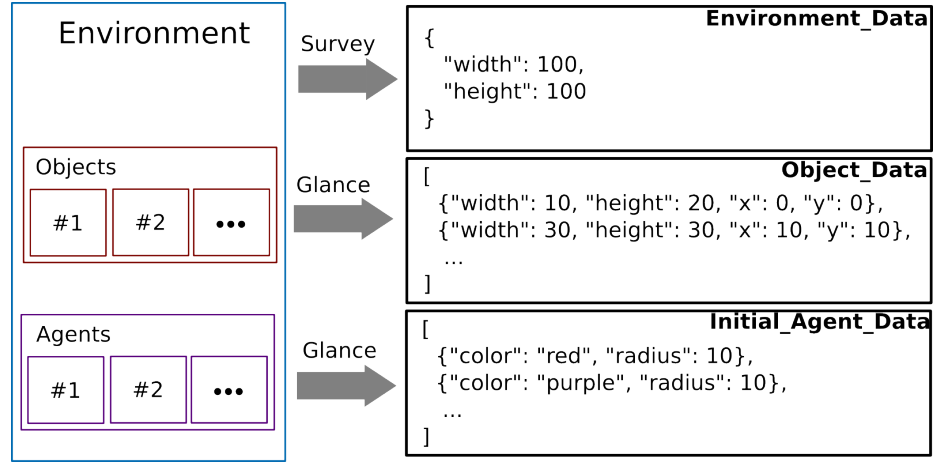 Environment
Objects
#1
#2
•••
Agents
#1
#2
•••
Survey
Glance
Glance
Environment_Data
{
"width": 100,
"height": 100
}
Object_Data
[
{"width": 10, "height": 20, "x": 0, "y": 0},
{"width": 30, "height": 30, "x": 10, "y": 10},
...
]
Initial_Agent_Data
[
{"color": "red", "radius": 10},
{"color": "purple", "radius": 10},
...
]